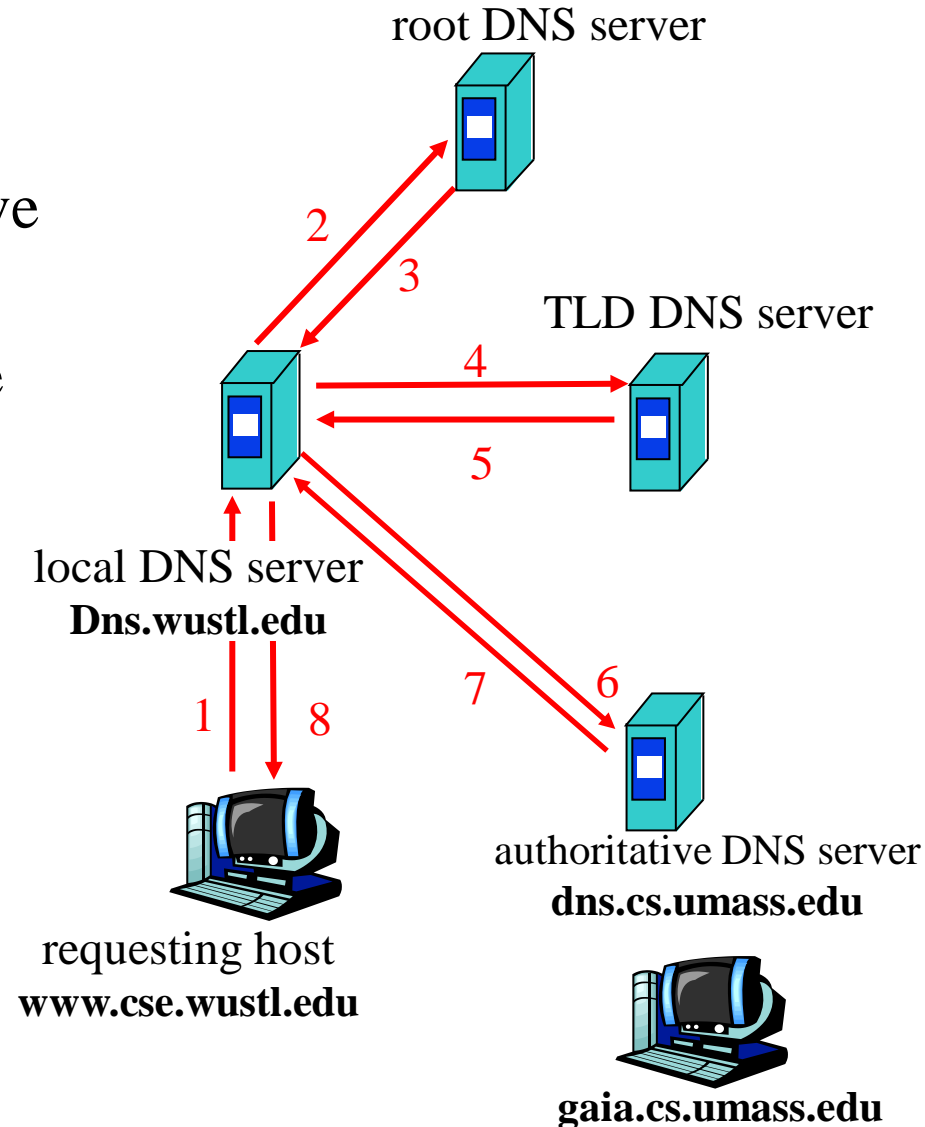 root DNS server
2
3
TLD DNS server
4
5
local DNS server
Dns.wustl.edu
1
8
7
6
authoritative DNS server
dns.cs.umass.edu
requesting host
www.cse.wustl.edu
gaia.cs.umass.edu